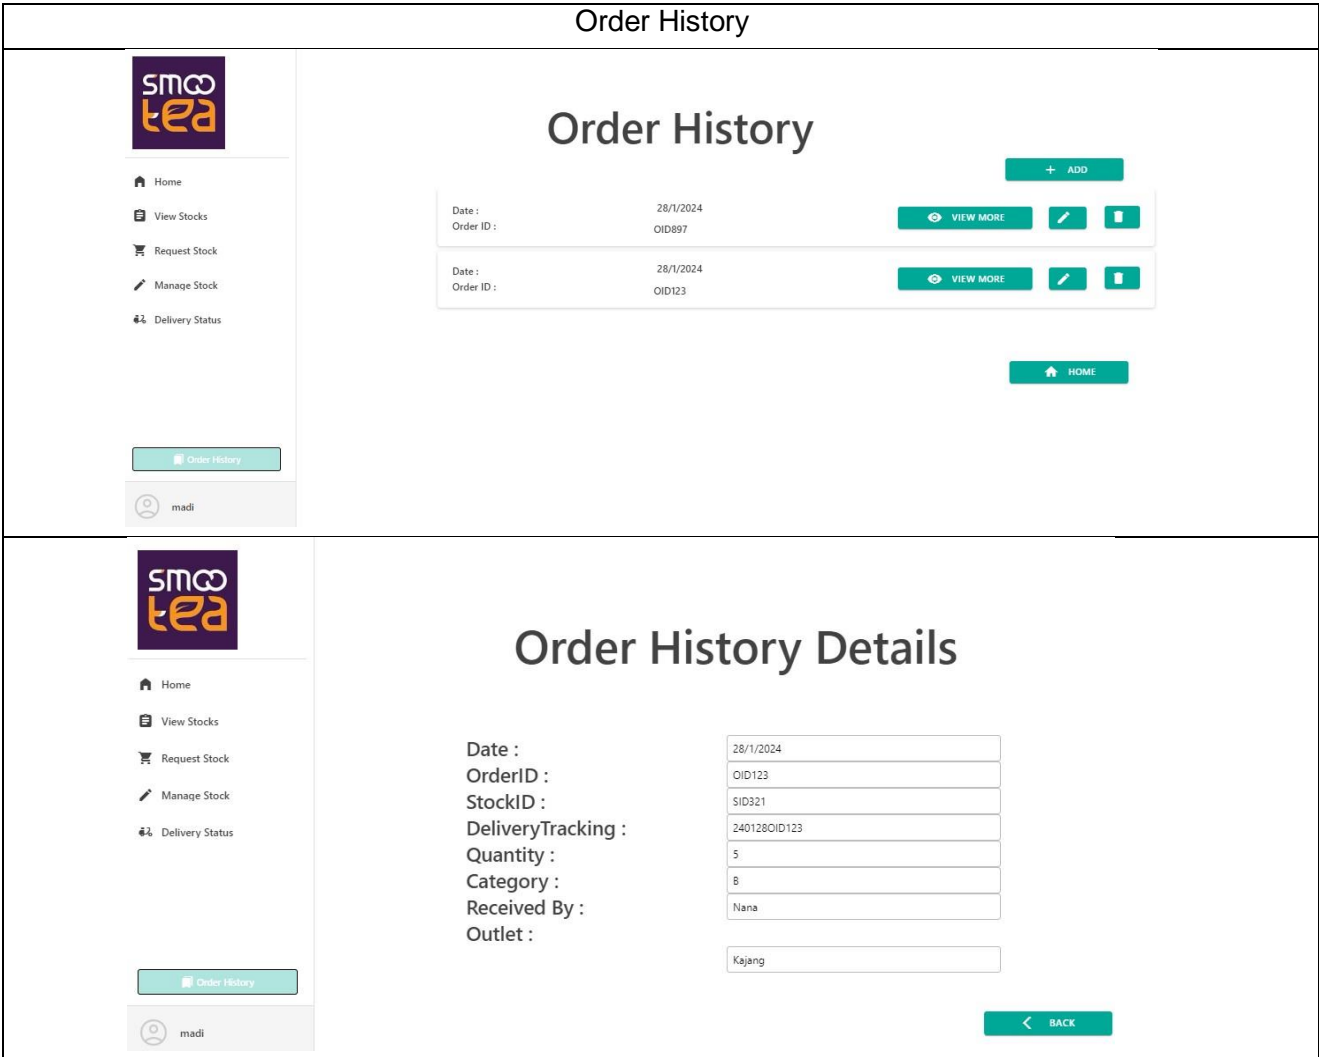 Order History
smoo
tea
Order History
+ ADD
Home
View Stocks
Request Stock
Manage Stock
Delivery Status
Date : 28/1/2024
Order ID : OID897
VIEW MORE
Date : 28/1/2024
Order ID : OID123
VIEW MORE
HOME
Order History
madi
smoo
tea
Order History Details
Home
View Stocks
Request Stock
Manage Stock
Delivery Status
Date : 28/1/2024
OrderID : OID123
StockID : SID321
DeliveryTracking : 240128OID123
Quantity : 5
Category : B
Received By : Nana
Outlet :
Kajang
Order History
BACK
madi